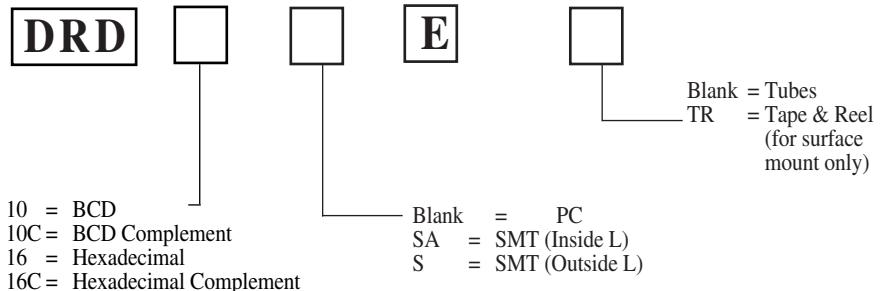 DRD E
Blank = Tubes
TR = Tape & Reel
(for surface
mount only)
10 = BCD
10C = BCD Complement
16 = Hexadecimal
16C = Hexadecimal Complement
Blank = PC
SA = SMT (Inside L)
S = SMT (Outside L)